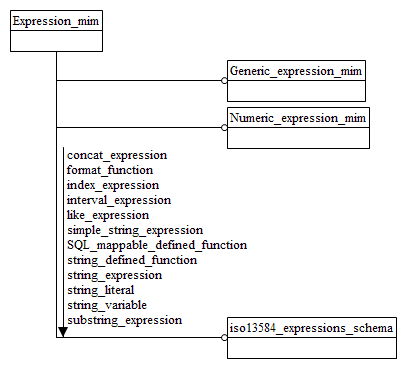 Expression_mim
Generic_expression_mim
Numeric_expression_mim
concat_expression
format_function
index_expression
interval_expression
like_expression
simple_string_expression
SQL_mappable_defined_function
string_defined_function
string_expression
string_literal
string_variable
substring_expression
iso13584_expressions_schema